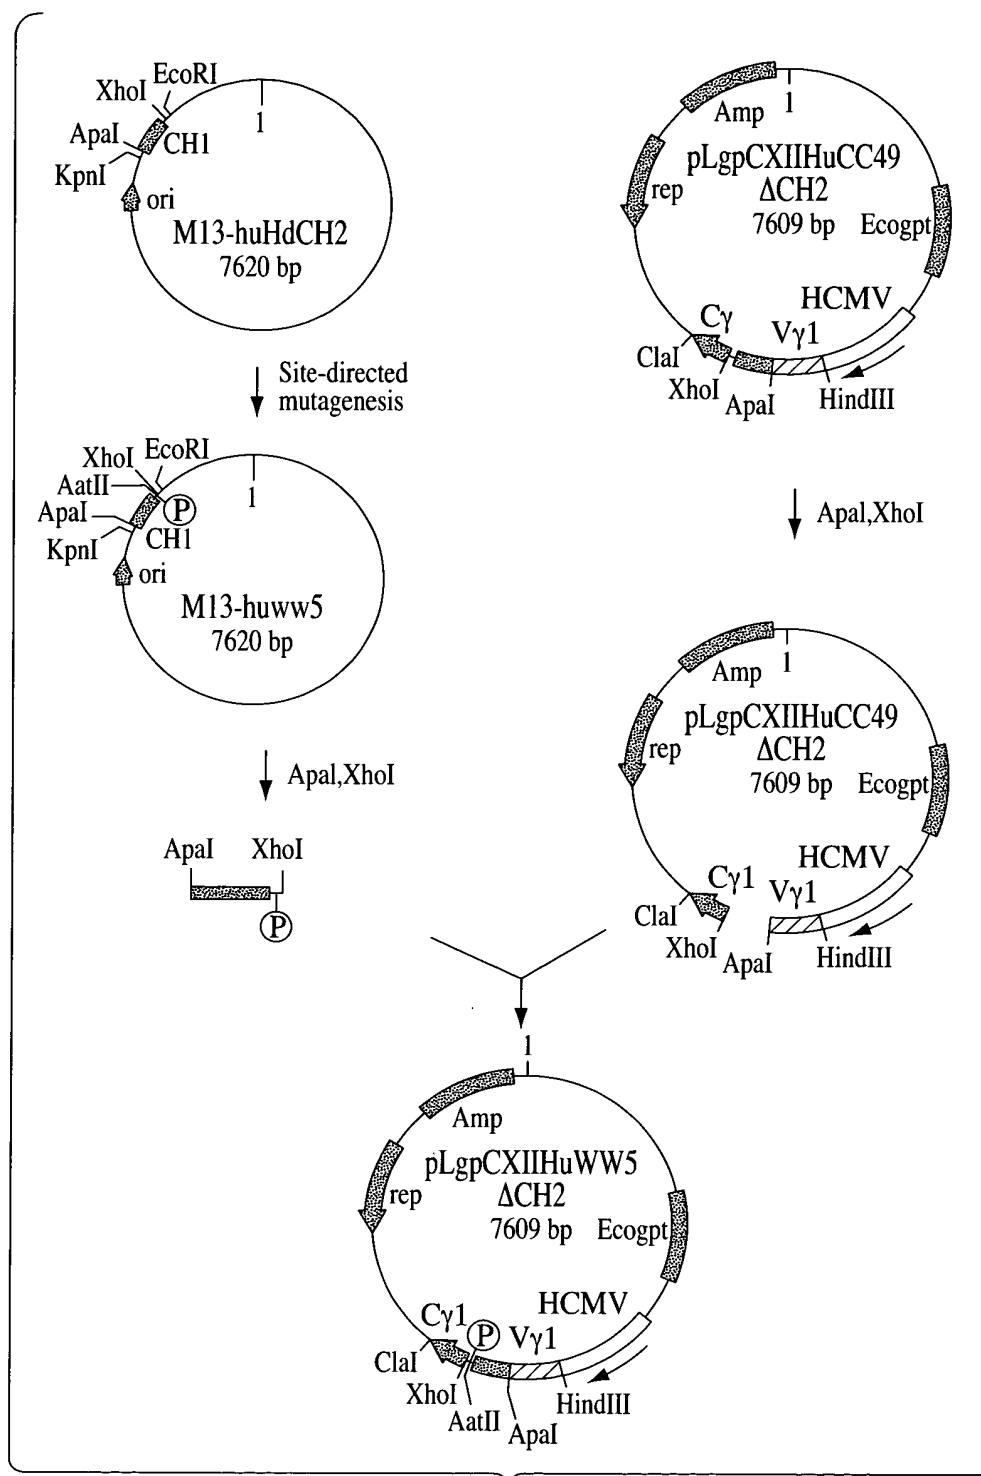 EcoRI
XhoI
ApaI
CH1
KpnI
ori
1
M13-huHdCH2
7620 bp
Site-directed
mutagenesis
EcoRI
XhoI
AatII
ApaI
P
KpnI
CH1
ori
1
M13-huww5
7620 bp
ApaI,XhoI
ApaI XhoI
P
1
Amp
pLgpCXIIHuCC49
rep
ΔCH2
7609 bp Ecogpt
HCMV
Cγ Vγ1
ClaI
XhoI
ApaI HindIII
ApaI,XhoI
1
Amp
pLgpCXIIHuCC49
rep
ΔCH2
7609 bp Ecogpt
HCMV
Cγ1 Vγ1
ClaI
XhoI
ApaI HindIII
1
Amp
pLgpCXIIHuWW5
rep
ΔCH2
7609 bp Ecogpt
HCMV
Cγ1 P Vγ1
ClaI
XhoI
AatII
ApaI
HindIII